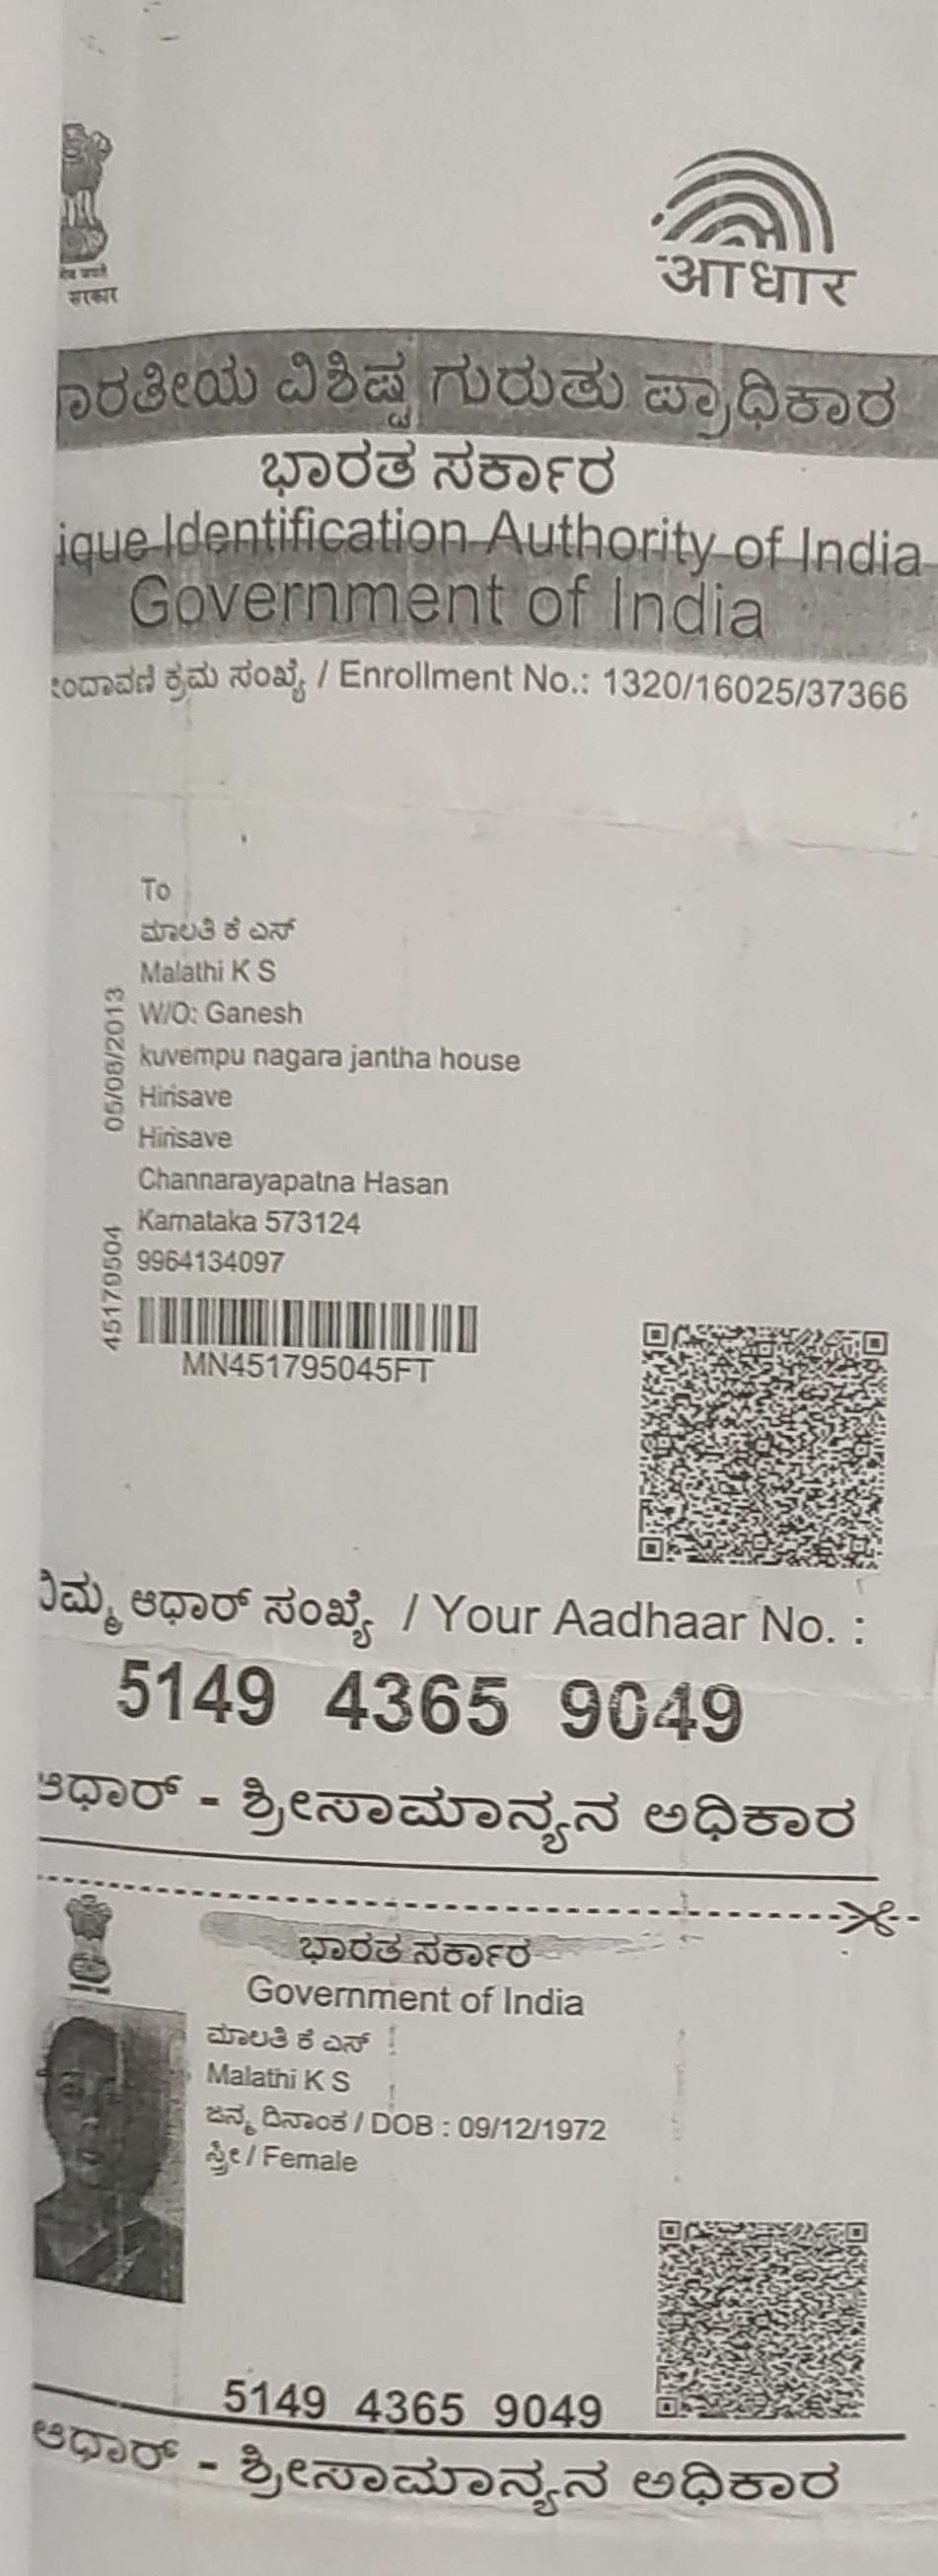 सरकार
आधार
ಾರತೀಯ ವಿಶಿಷ್ಟ ಗುರುತು ಪ್ರಾಧಿಕಾರ
ಭಾರತ ಸರ್ಕಾರ
ique Identification Authority of India
Government of India
ಂದಾವಣಿ ಕ್ರಮ ಸಂಖ್ಯೆ / Enrollment No.: 1320/16025/37366
To
ಮಾಲತಿ ಕೆ ಎಸ್
Malathi K S
W/O: Ganesh
kuvempu nagara jantha house
Hirisave
Hirisave
Channarayapatna Hasan
Karnataka 573124
9964134097
05/08/2013
45179504
MN451795045FT
ನಿಮ್ಮ ಆಧಾರ್ ಸಂಖ್ಯೆ / Your Aadhaar No. :
5149 4365 9049
ಆಧಾರ್ - ಶ್ರೀಸಾಮಾನ್ಯನ ಅಧಿಕಾರ
ಭಾರತ ಸರ್ಕಾರ
Government of India
ಮಾಲತಿ ಕೆ ಎಸ್
Malathi K S
ಜನ್ಮ ದಿನಾಂಕ / DOB : 09/12/1972
ಸ್ತ್ರೀ / Female
5149 4365 9049
ಆಧಾರ್ - ಶ್ರೀಸಾಮಾನ್ಯನ ಅಧಿಕಾರ